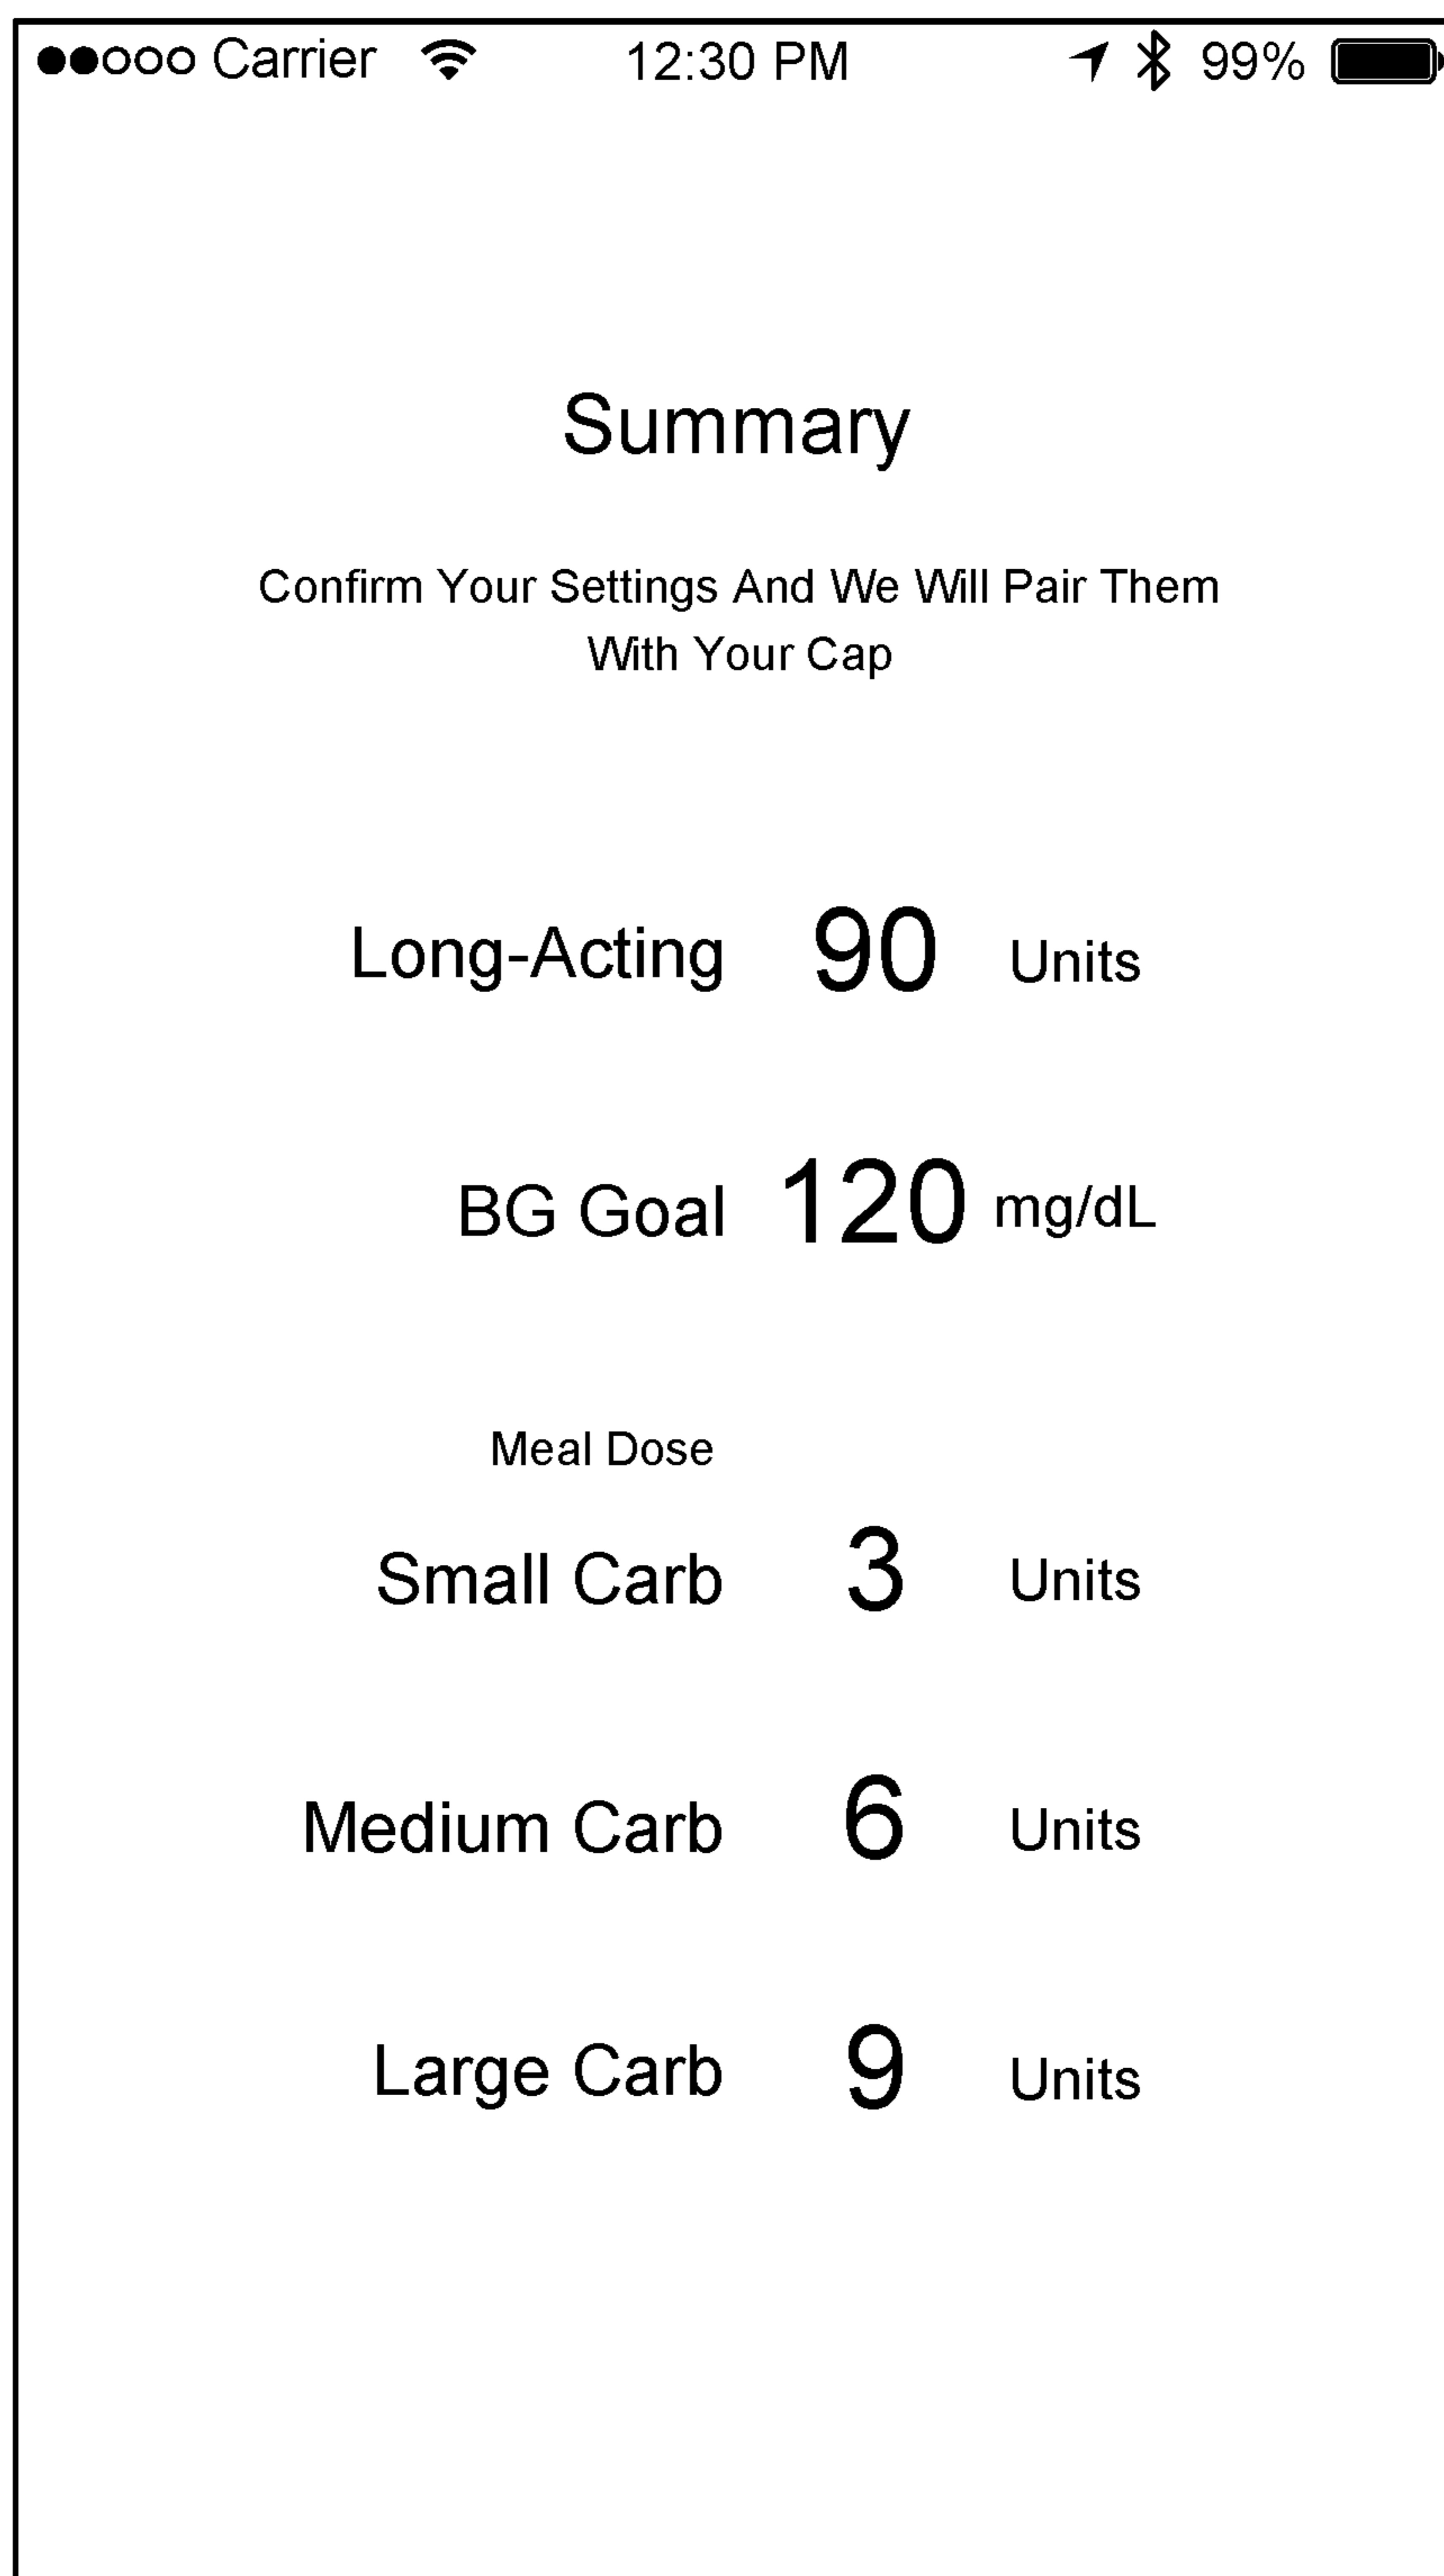 Carrier 12:30 PM 99%
Summary
Confirm Your Settings And We Will Pair Them
With Your Cap
Long-Acting 90 Units
BG Goal 120 mg/dL
Meal Dose
Small Carb 3 Units
Medium Carb 6 Units
Large Carb 9 Units